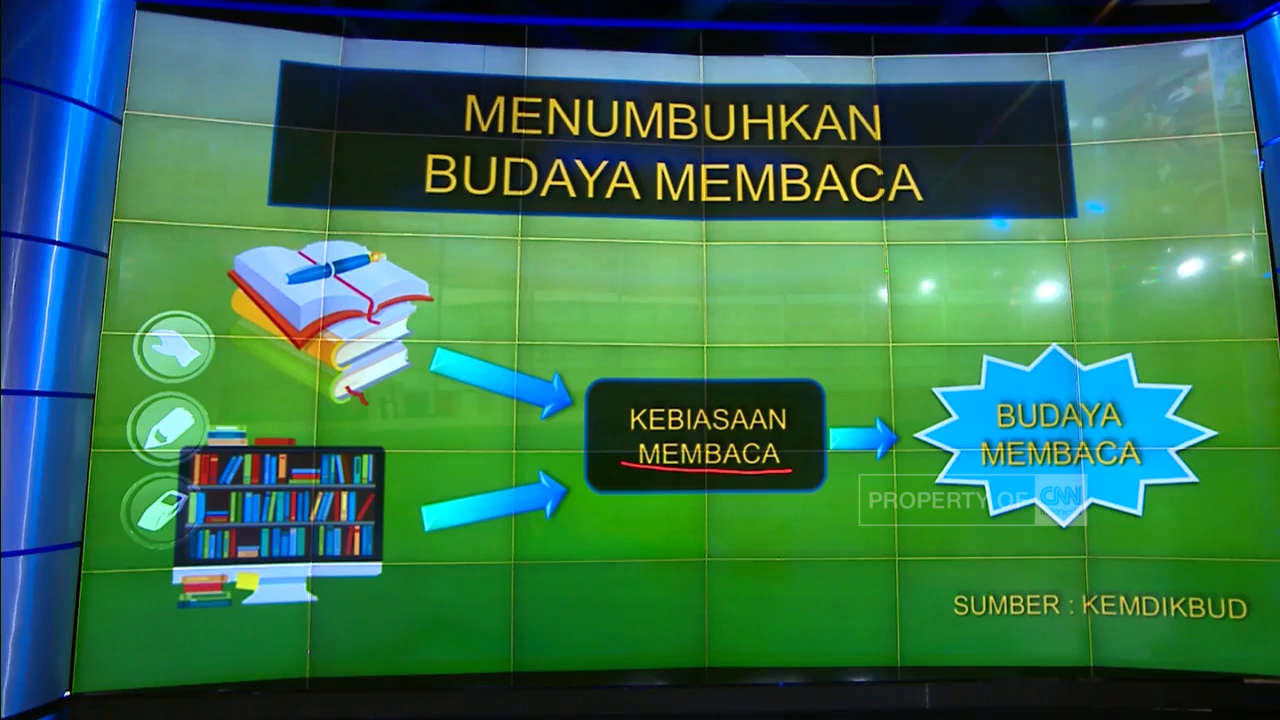 MENUMBUHKAN
BUDAYA MEMBACA
KEBIASAAN
MEMBACA
BUDAYA
MEMBACA
PROPERTY OF CNN
SUMBER : KEMDIKBUD